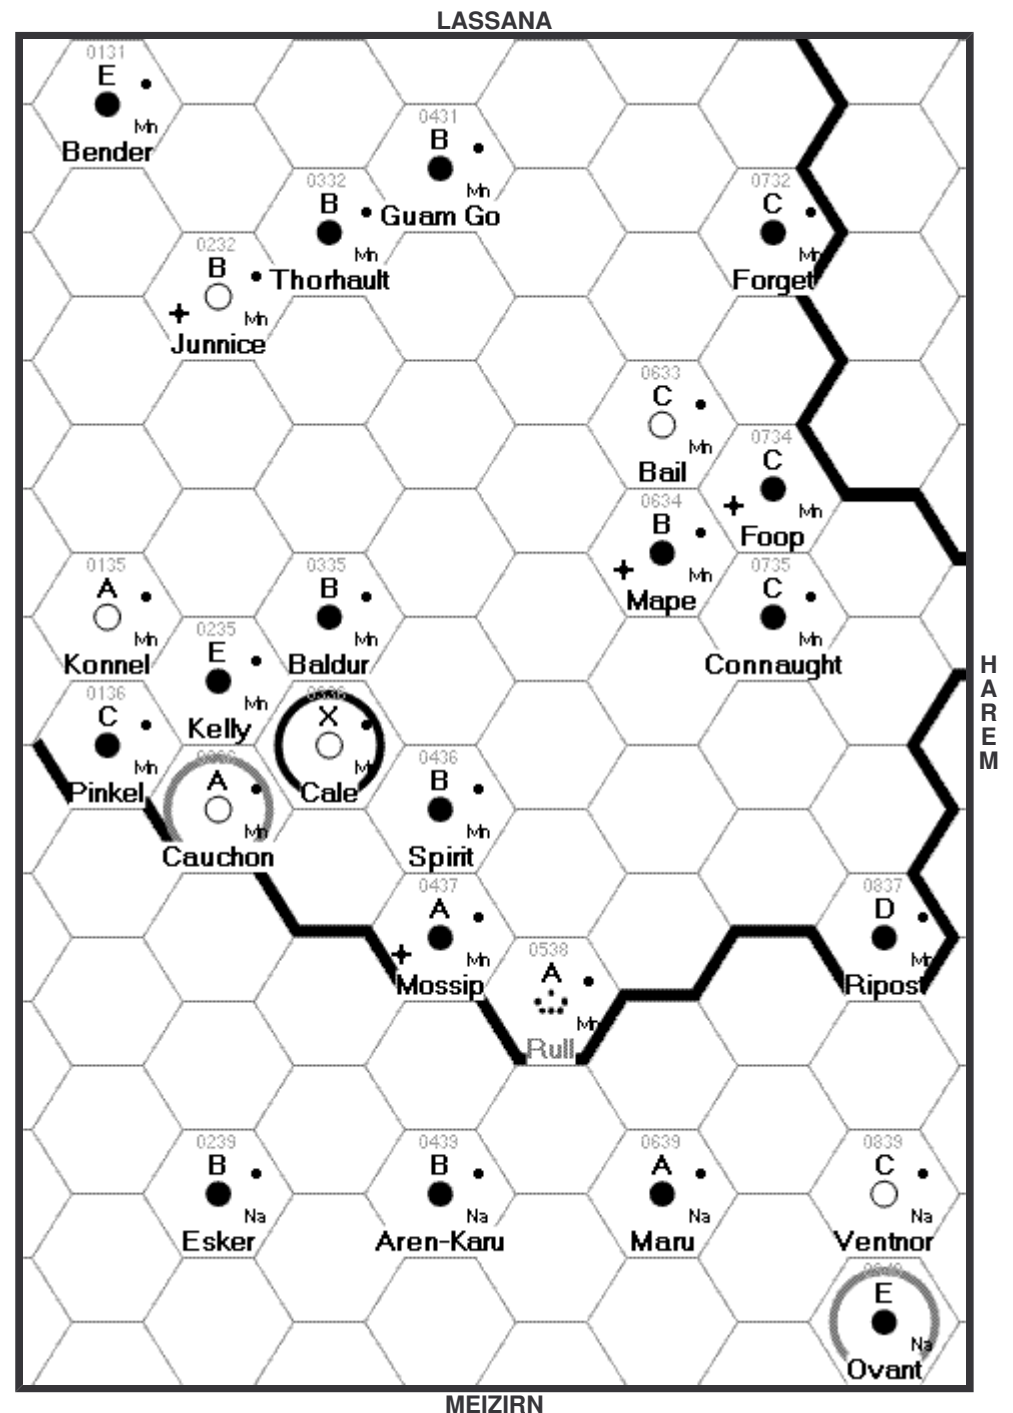 LASSANA
0131
E
Mn
Bender
0431
B
Mn
Guam Go
0332
B
Mn
Thorhault
0732
C
Mn
Forget
0232
B
Mn
Junnice
0633
C
Mn
Bail
0734
C
Mn
Foop
0634
B
Mn
Mape
0135
A
Mn
Konnel
0335
B
Mn
Baldur
0735
C
Mn
Connaught
0235
E
Mn
Kelly
HAREM
0136
C
Mn
Pinkel
X
Cale
A
Mn
Cauchon
0436
B
Mn
Spirit
0437
A
Mn
Mossip
0837
D
Mn
Ripost
0538
A
Mn
Rull
0239
B
Na
Esker
0439
B
Na
Aren-Karu
0639
A
Na
Maru
0839
C
Na
Ventnor
E
Na
Ovant
MEIZIRN